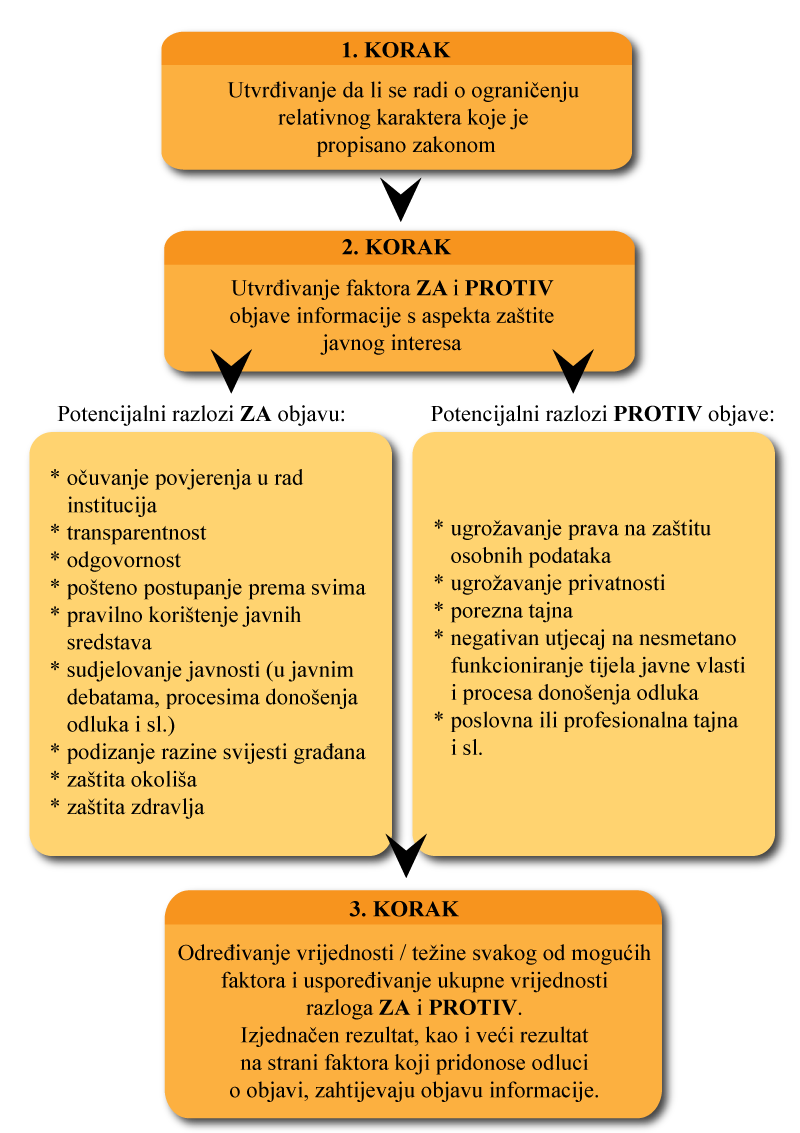 1. KORAK
Utvrđivanje da li se radi o ograničenju
relativnog karaktera koje je
propisano zakonom
2. KORAK
Utvrđivanje faktora ZA i PROTIV
objave informacije s aspekta zaštite
javnog interesa
Potencijalni razlozi ZA objavu:
* očuvanje povjerenja u rad
institucija
* transparentnost
* odgovornost
* pošteno postupanje prema svima
* pravilno korištenje javnih
sredstava
* sudjelovanje javnosti (u javnim
debatama, procesima donošenja
odluka i sl.)
* podizanje razine svijesti građana
* zaštita okoliša
* zaštita zdravlja
Potencijalni razlozi PROTIV objave:
* ugrožavanje prava na zaštitu
osobnih podataka
* ugrožavanje privatnosti
* porezna tajna
* negativan utjecaj na nesmetano
funkcioniranje tijela javne vlasti
i procesa donošenja odluka
* poslovna ili profesionalna tajna
i sl.
3. KORAK
Određivanje vrijednosti / težine svakog od mogućih
faktora i uspoređivanje ukupne vrijednosti
razloga ZA i PROTIV.
Izjednačen rezultat, kao i veći rezultat
na strani faktora koji pridonose odluci
o objavi, zahtijevaju objavu informacije.